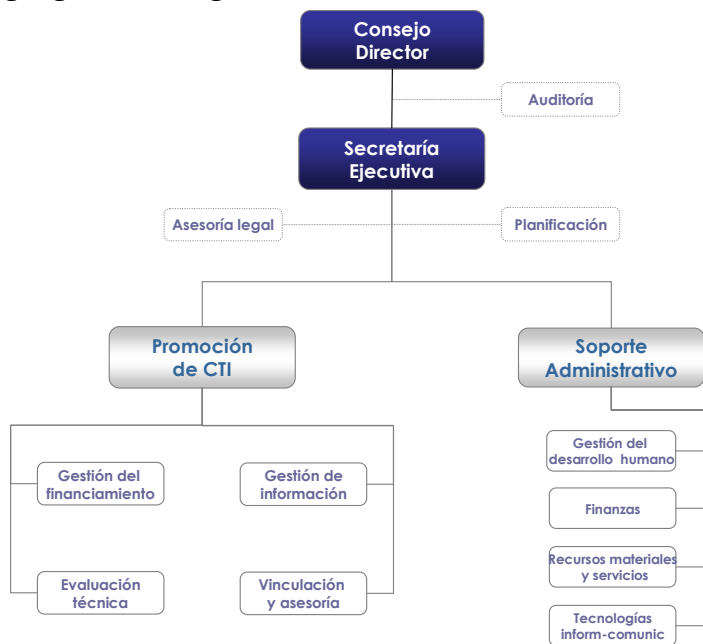 Consejo
Director
Auditoría
Secretaría
Ejecutiva
Asesoría legal
Planificación
Promoción
de CTI
Soporte
Administrativo
Gestión del
financiamiento
Gestión de
información
Evaluación
técnica
Vinculación
y asesoría
Gestión del
desarrollo humano
Finanzas
Recursos materiales
y servicios
Tecnologías
inform-comunic